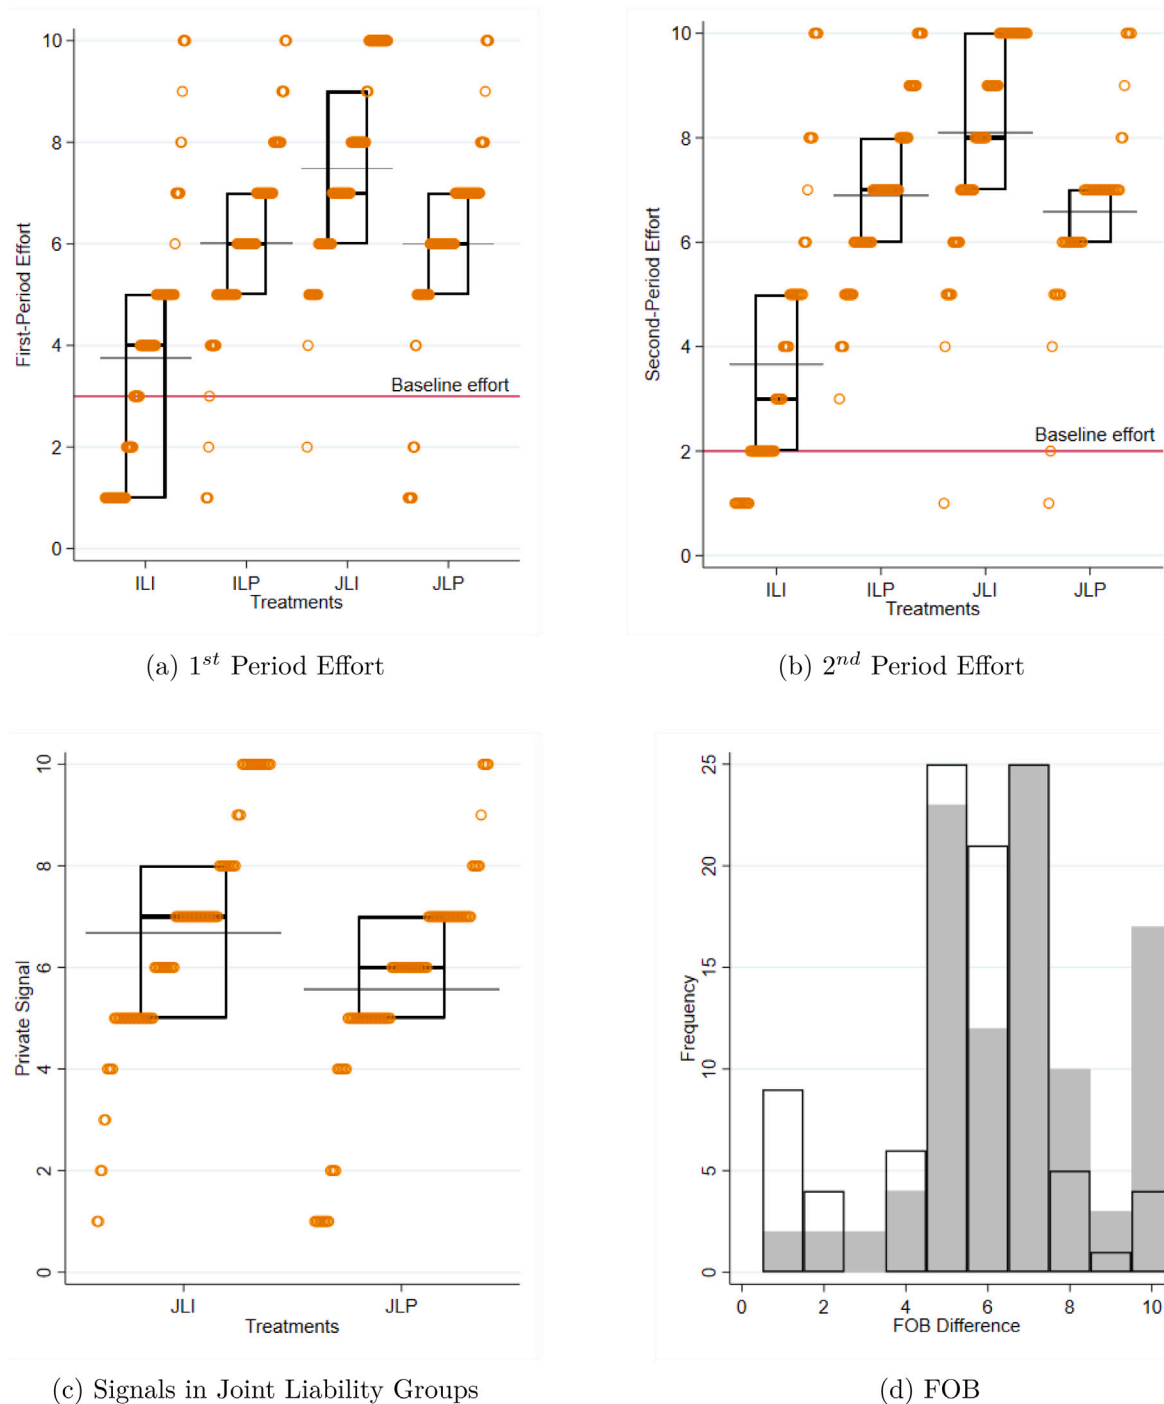 First-Period Effort
10
8
6
4
2
0
Baseline effort
ILI ILP JLI JLP
Treatments
(a) 1st Period Effort
Second-Period Effort
10
8
6
4
2
0
Baseline effort
ILI ILP JLI JLP
Treatments
(b) 2nd Period Effort
Private Signal
10
8
6
4
2
0
JLI JLP
Treatments
(c) Signals in Joint Liability Groups
Frequency
25
20
15
10
5
0
0 2 4 6 8 10
FOB Difference
(d) FOB